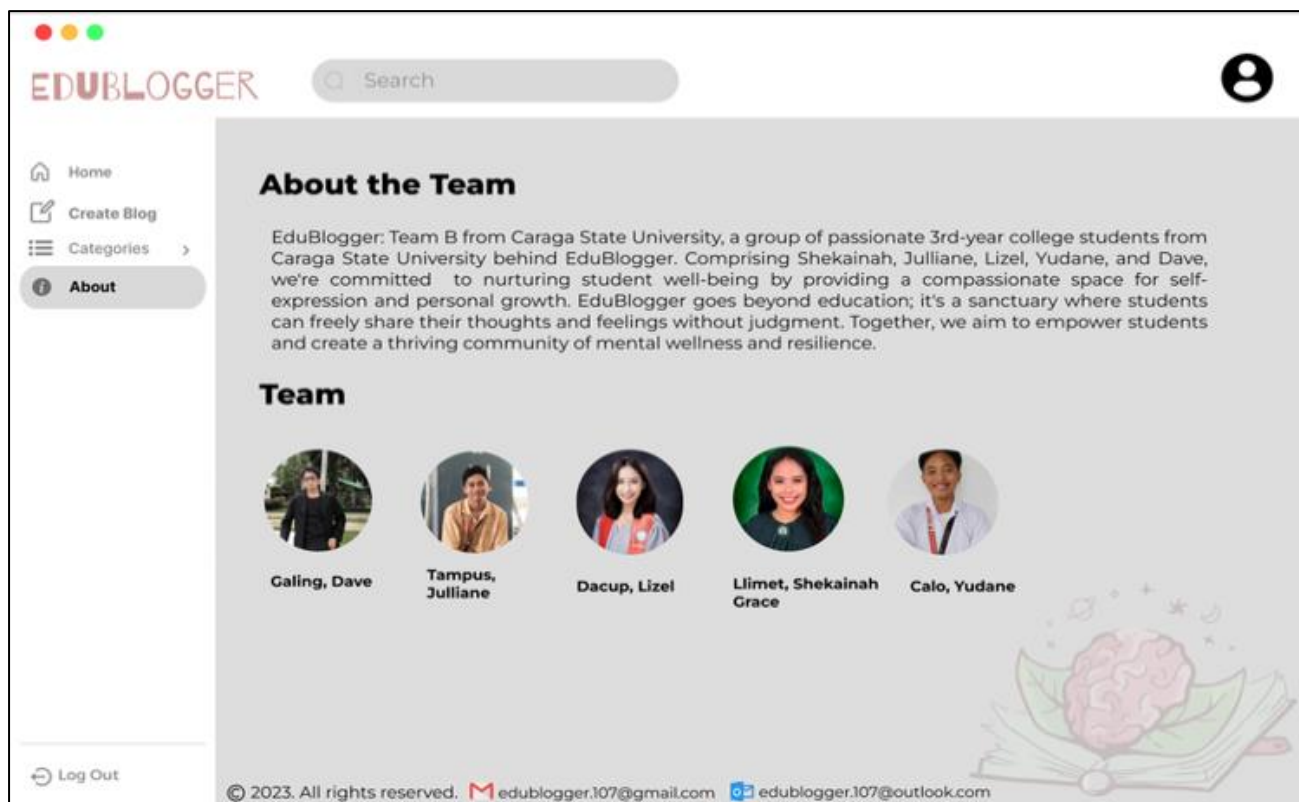 EDUBLOGGER
Search
Home
Create Blog
Categories >
About
About the Team
EduBlogger: Team B from Caraga State University, a group of passionate 3rd-year college students from
Caraga State University behind EduBlogger. Comprising Shekainah, Julliane, Lizel, Yudane, and Dave,
we're committed to nurturing student well-being by providing a compassionate space for self-
expression and personal growth. EduBlogger goes beyond education; it's a sanctuary where students
can freely share their thoughts and feelings without judgment. Together, we aim to empower students
and create a thriving community of mental wellness and resilience.
Team
Galing, Dave
Tampus,
Julliane
Dacup, Lizel
Llimet, Shekainah
Grace
Calo, Yudane
Log Out
© 2023. All rights reserved. edublogger.107@gmail.com edublogger.107@outlook.com